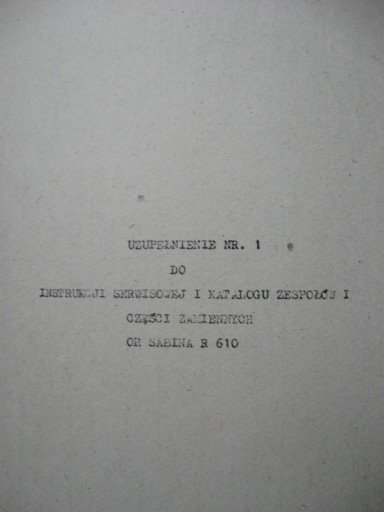 UZUPEŁNIENIE NR. 1
DO
INSTRUKCJI SERWISOWEJ I KATALOGU ZESPOŁÓW I
CZĘŚCI ZAMIENNYCH
OR SABINA R 610